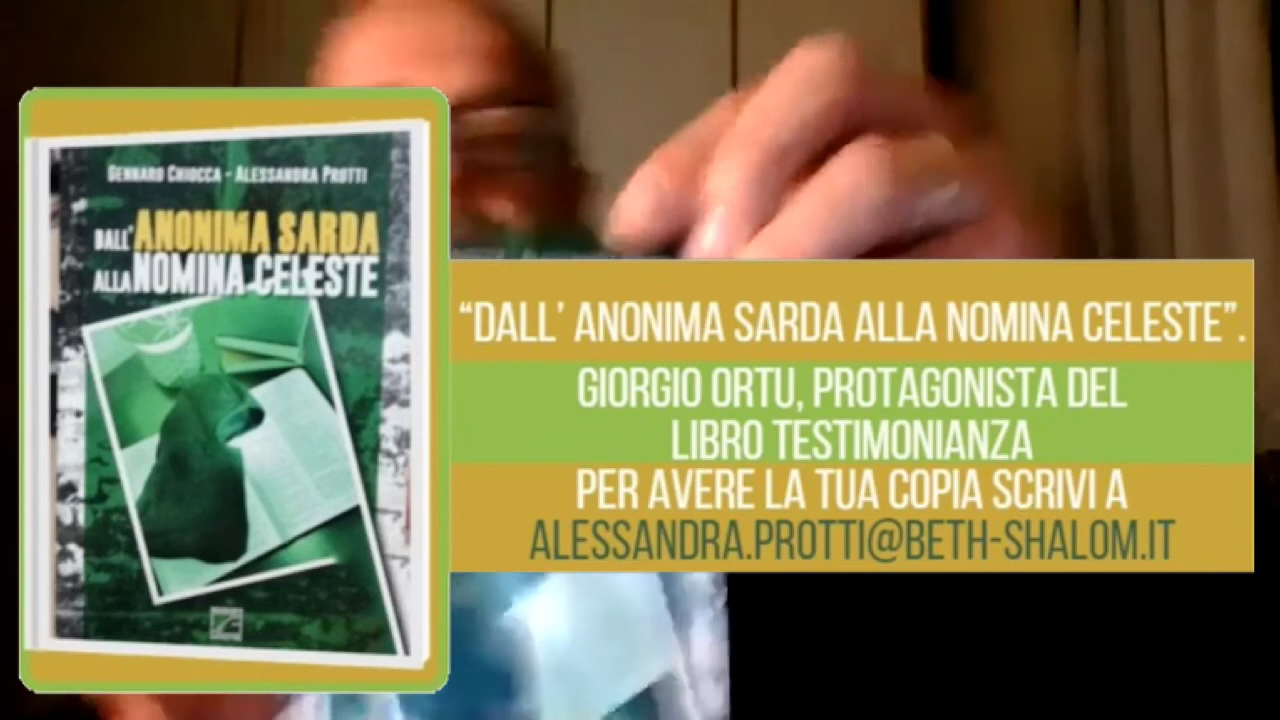 GENNARO CHIOCCA - ALESSANDRA PROTTI
DALL'ANONIMA SARDA
ALLA NOMINA CELESTE
“DALL’ ANONIMA SARDA ALLA NOMINA CELESTE”.
GIORGIO ORTU, PROTAGONISTA DEL
LIBRO TESTIMONIANZA
PER AVERE LA TUA COPIA SCRIVI A
ALESSANDRA.PROTTI@BETH-SHALOM.IT